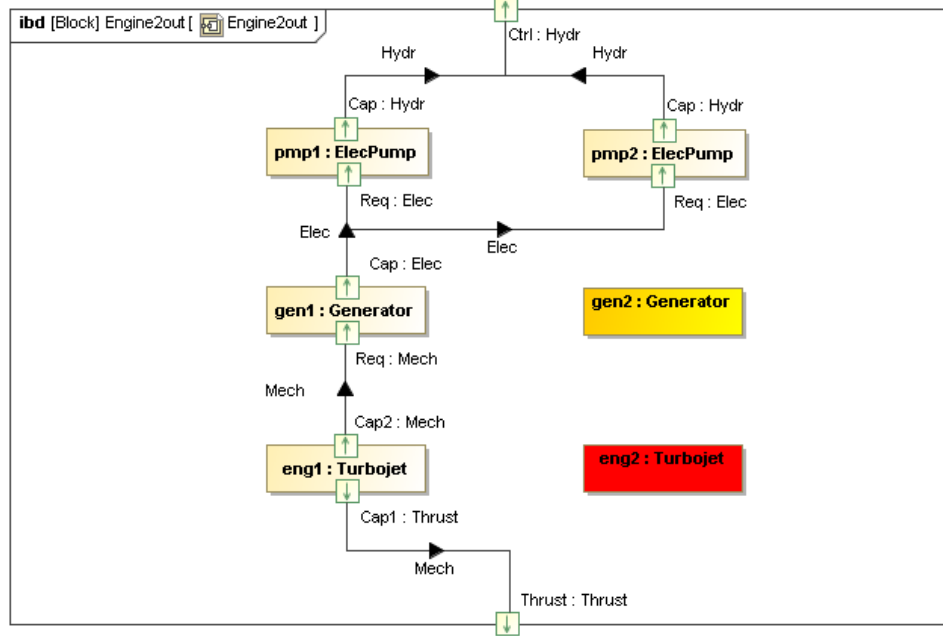 ibd [Block] Engine2out [ Engine2out ]
Ctrl : Hydr
Hydr
Hydr
Cap : Hydr
Cap : Hydr
pmp1 : ElecPump
pmp2 : ElecPump
Req : Elec
Req : Elec
Elec
Elec
Cap : Elec
gen1 : Generator
gen2 : Generator
Req : Mech
Mech
Cap2 : Mech
eng1 : Turbojet
eng2 : Turbojet
Cap1 : Thrust
Mech
Thrust : Thrust